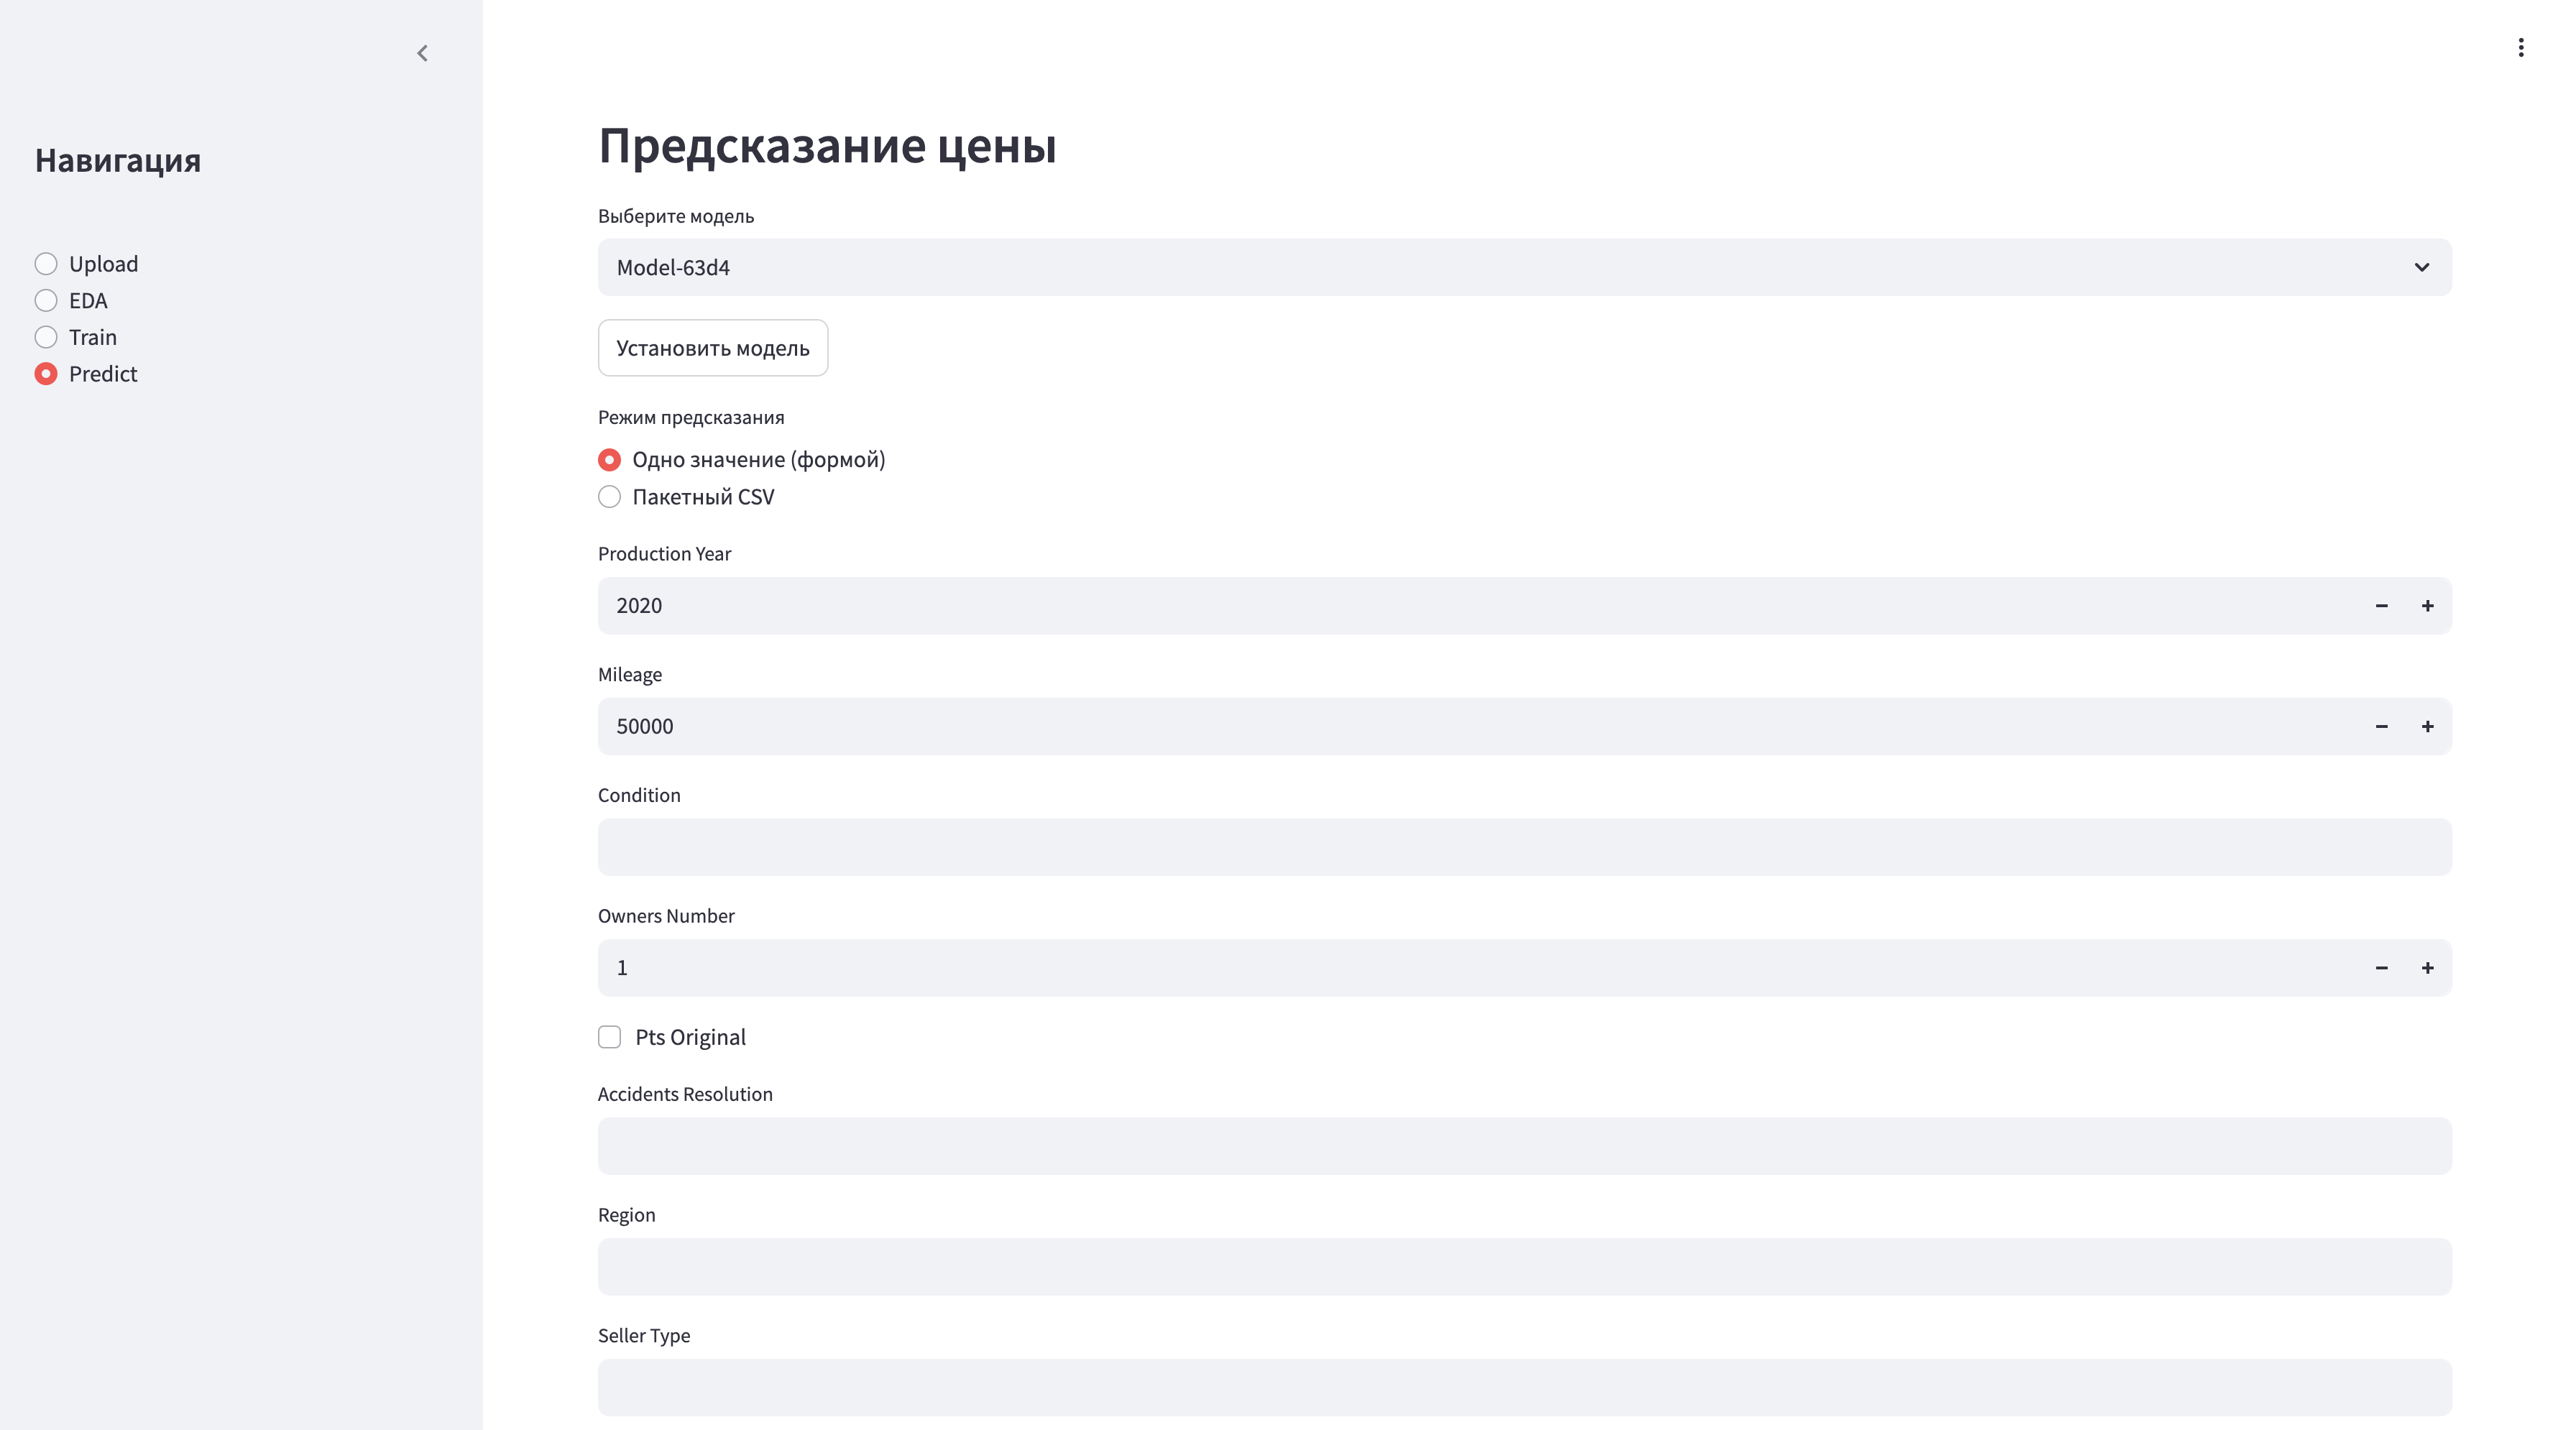 Навигация
Upload
EDA
Train
Predict
Предсказание цены
Выберите модель
Model-63d4
Установить модель
Режим предсказания
Одно значение (формой)
Пакетный CSV
Production Year
2020
Mileage
50000
Condition
Owners Number
1
Pts Original
Accidents Resolution
Region
Seller Type